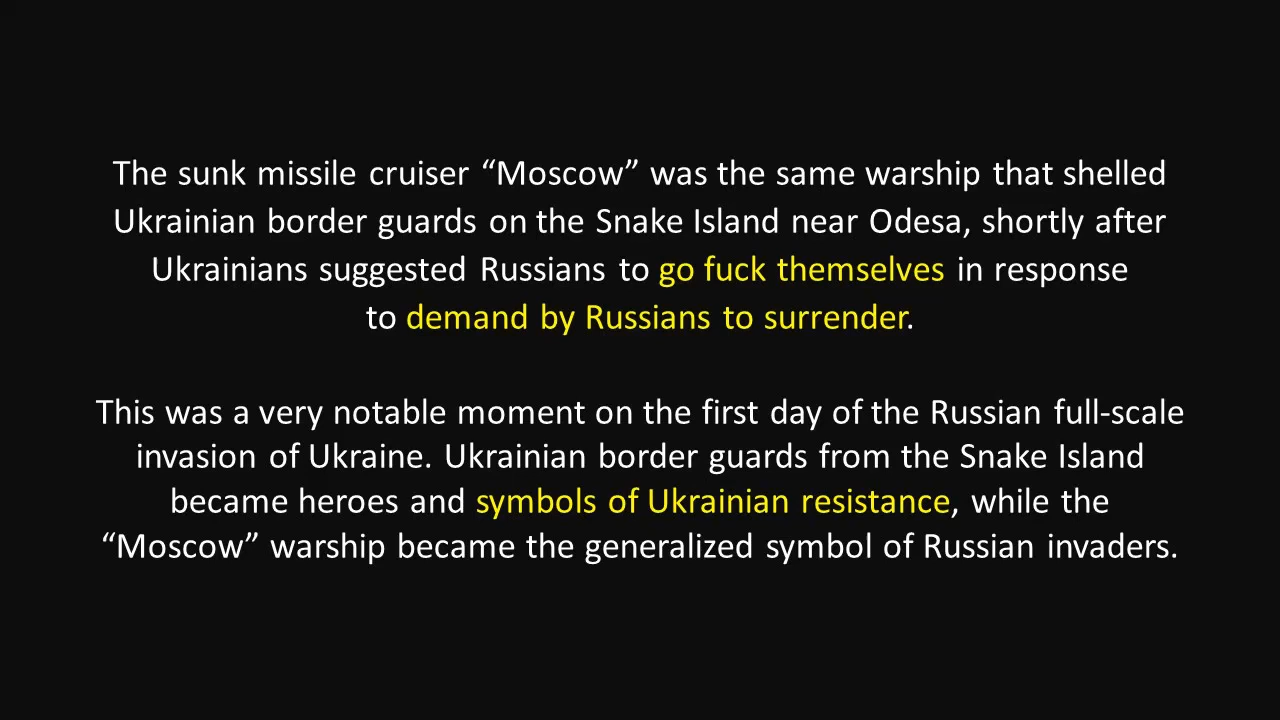 The sunk missile cruiser “Moscow” was the same warship that shelled
Ukrainian border guards on the Snake Island near Odesa, shortly after
Ukrainians suggested Russians to go fuck themselves in response
to demand by Russians to surrender.
This was a very notable moment on the first day of the Russian full-scale
invasion of Ukraine. Ukrainian border guards from the Snake Island
became heroes and symbols of Ukrainian resistance, while the
“Moscow” warship became the generalized symbol of Russian invaders.